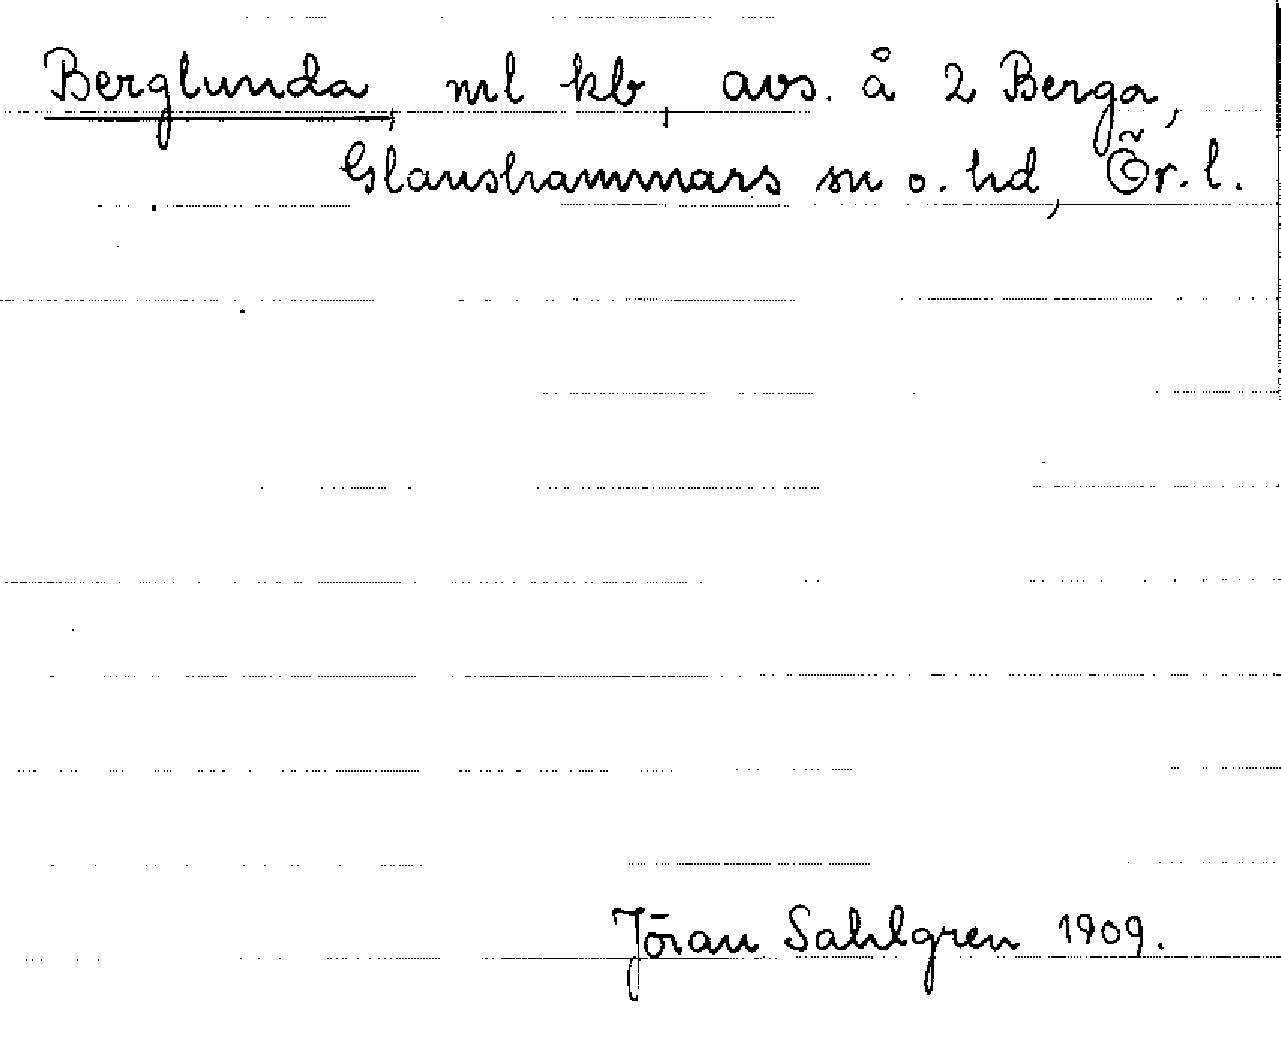 Berglunda, ml kb, avs. å 2 Berga,
Glanshammars sn o. hd, Ör. l.
Jöran Sahlgren 1909.